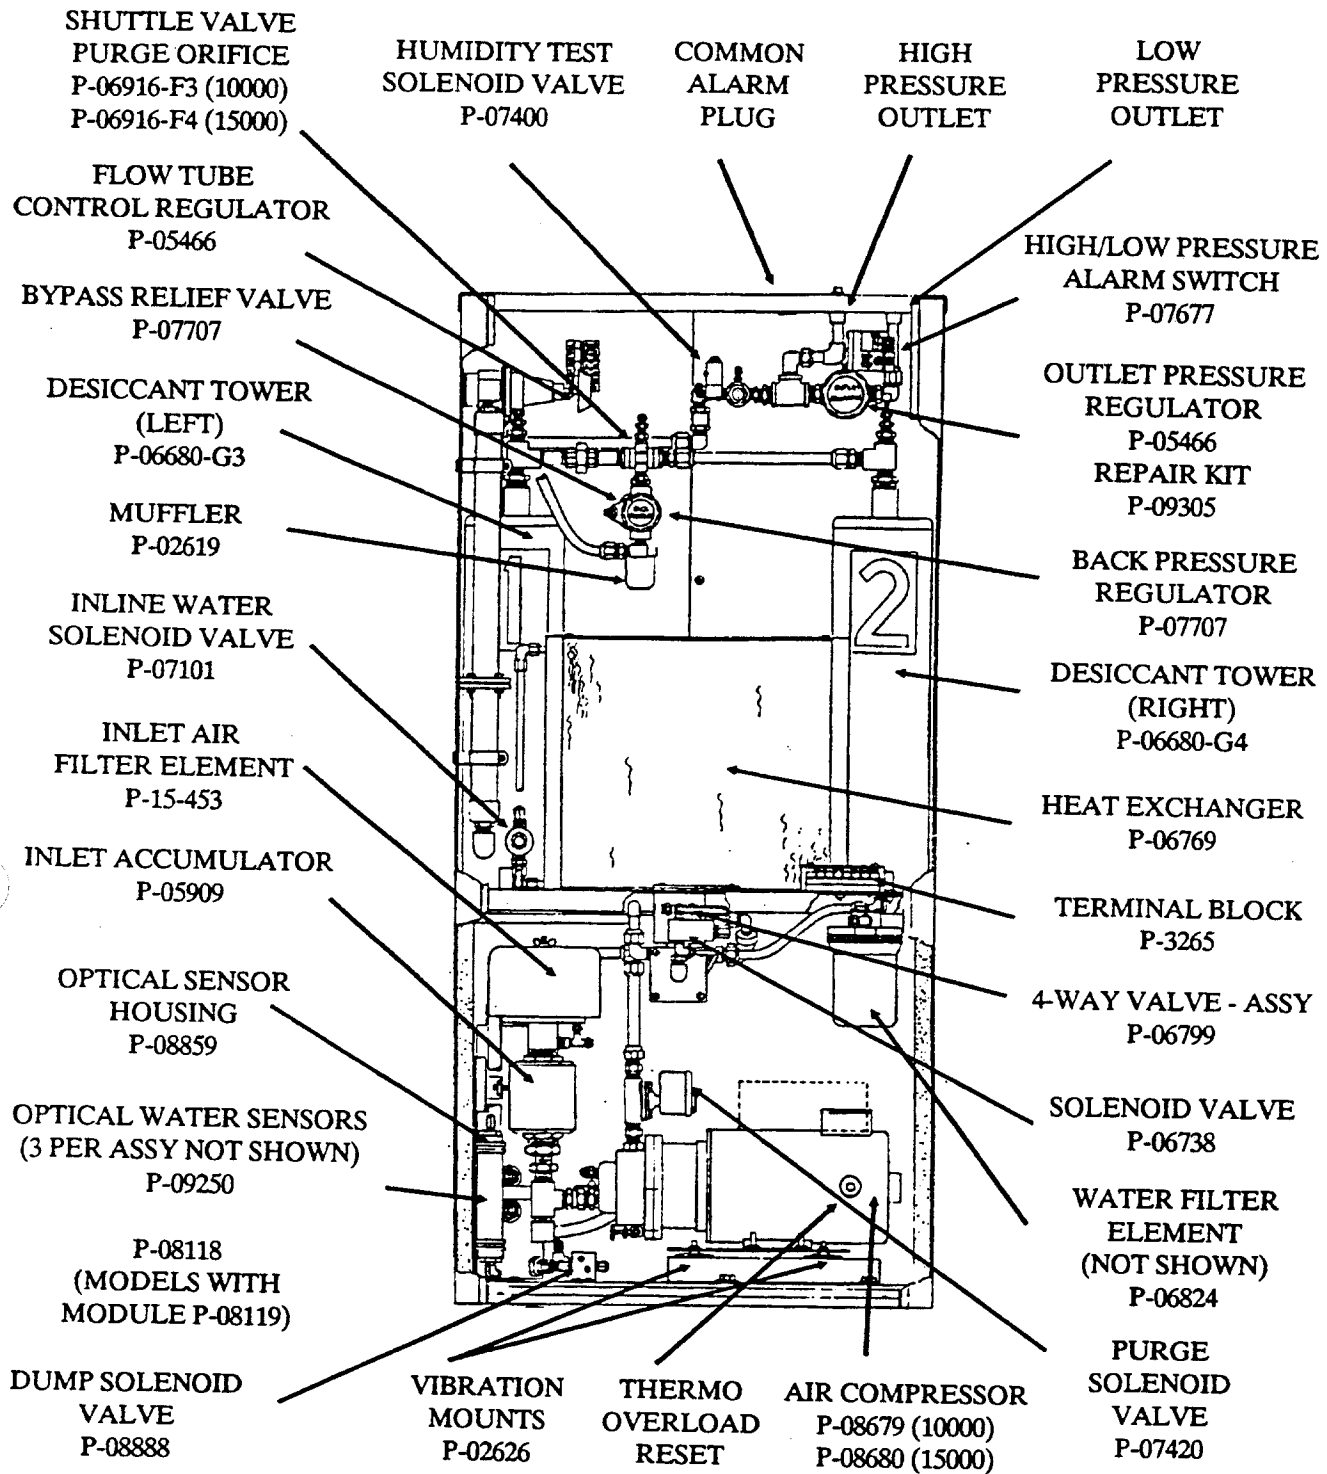 SHUTTLE VALVE
PURGE ORIFICE
P-06916-F3 (10000)
P-06916-F4 (15000)
HUMIDITY TEST
SOLENOID VALVE
P-07400
COMMON
ALARM
PLUG
HIGH
PRESSURE
OUTLET
LOW
PRESSURE
OUTLET
FLOW TUBE
CONTROL REGULATOR
P-05466
BYPASS RELIEF VALVE
P-07707
DESICCANT TOWER
(LEFT)
P-06680-G3
MUFFLER
P-02619
INLINE WATER
SOLENOID VALVE
P-07101
INLET AIR
FILTER ELEMENT
P-15-453
INLET ACCUMULATOR
P-05909
OPTICAL SENSOR
HOUSING
P-08859
OPTICAL WATER SENSORS
(3 PER ASSY NOT SHOWN)
P-09250
P-08118
(MODELS WITH
MODULE P-08119)
DUMP SOLENOID
VALVE
P-08888
HIGH/LOW PRESSURE
ALARM SWITCH
P-07677
OUTLET PRESSURE
REGULATOR
P-05466
REPAIR KIT
P-09305
BACK PRESSURE
REGULATOR
P-07707
2
DESICCANT TOWER
(RIGHT)
P-06680-G4
HEAT EXCHANGER
P-06769
TERMINAL BLOCK
P-3265
4-WAY VALVE - ASSY
P-06799
SOLENOID VALVE
P-06738
WATER FILTER
ELEMENT
(NOT SHOWN)
P-06824
PURGE
SOLENOID
VALVE
P-07420
VIBRATION
MOUNTS
P-02626
THERMO
OVERLOAD
RESET
AIR COMPRESSOR
P-08679 (10000)
P-08680 (15000)